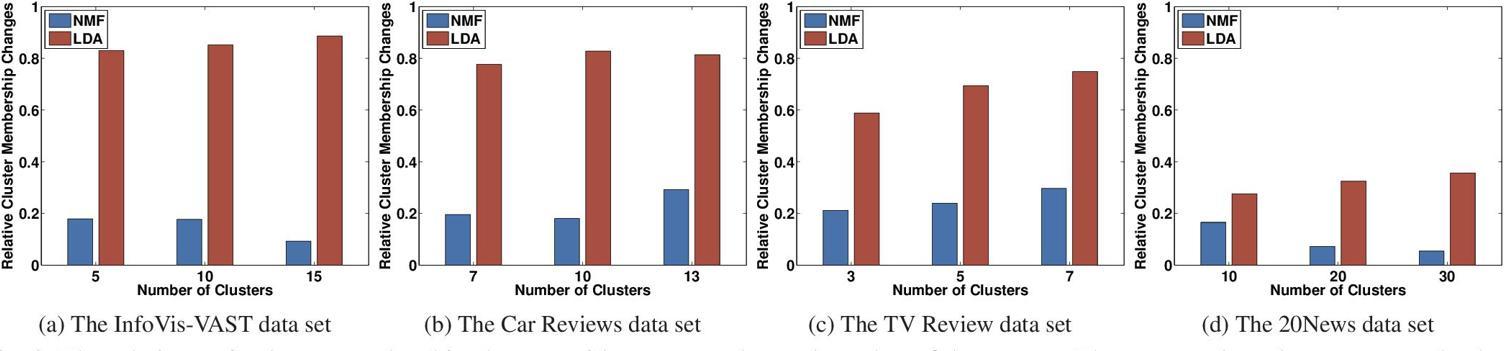 Relative Cluster Membership Changes
1
0.8
0.6
0.4
0.2
0
NMF
LDA
5 10 15
Number of Clusters
(a) The InfoVis-VAST data set
Relative Cluster Membership Changes
1
0.8
0.6
0.4
0.2
0
NMF
LDA
7 10 13
Number of Clusters
(b) The Car Reviews data set
Relative Cluster Membership Changes
1
0.8
0.6
0.4
0.2
0
NMF
LDA
3 5 7
Number of Clusters
(c) The TV Review data set
Relative Cluster Membership Changes
1
0.8
0.6
0.4
0.2
0
NMF
LDA
10 20 30
Number of Clusters
(d) The 20News data set